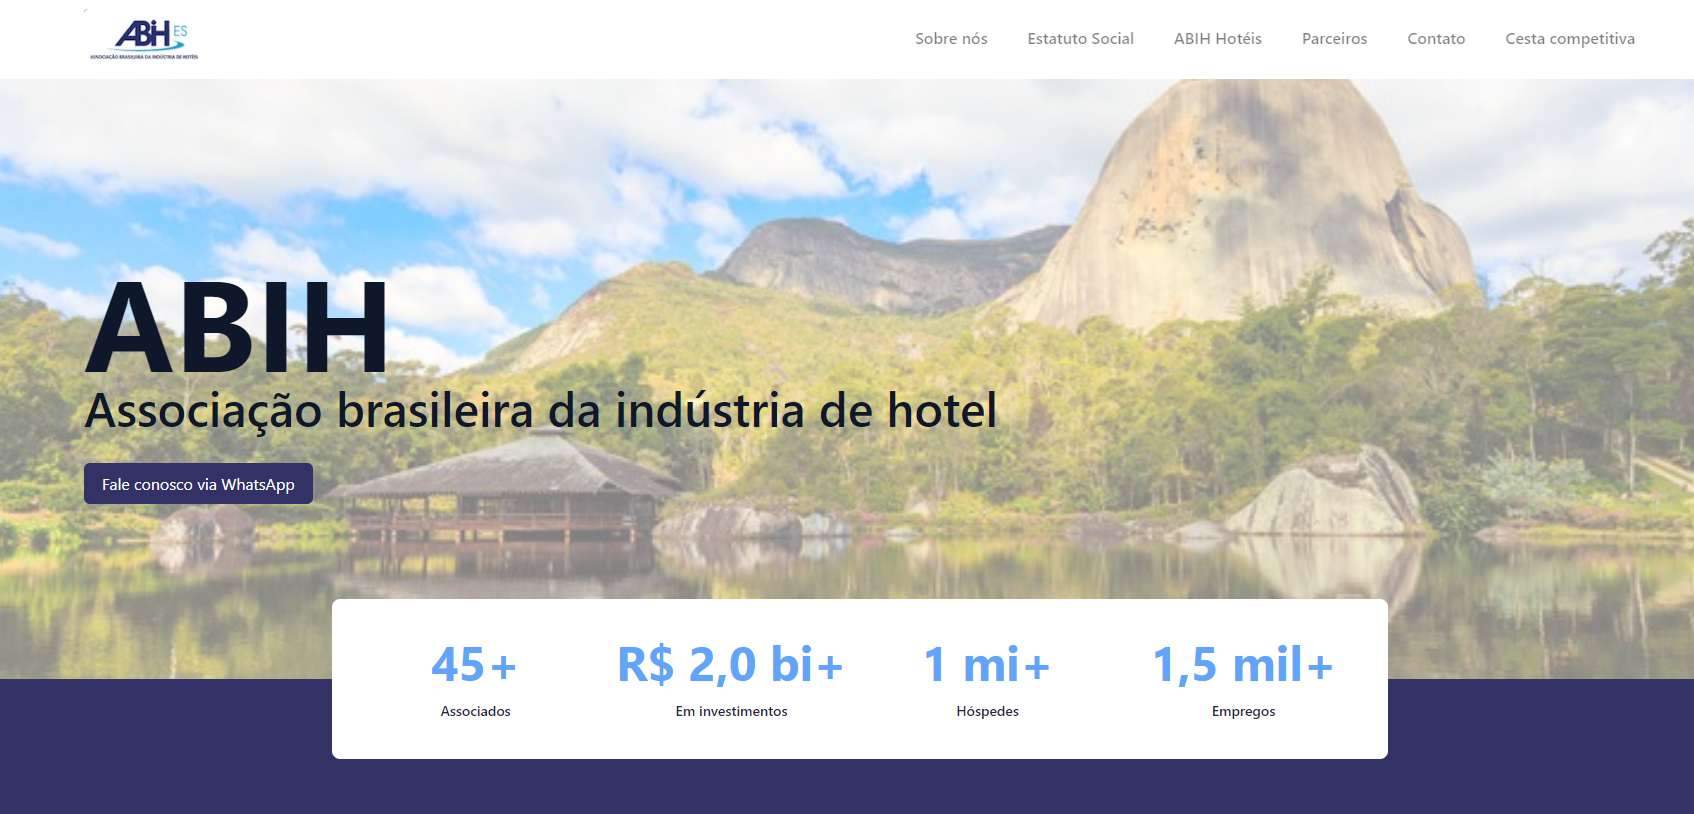 ABIH ES
ASSOCIAÇÃO BRASILEIRA DA INDÚSTRIA DE HOTÉIS
Sobre nós
Estatuto Social
ABIH Hotéis
Parceiros
Contato
Cesta competitiva
ABIH
Associação brasileira da indústria de hotel
Fale conosco via WhatsApp
45+
Associados
R$ 2,0 bi+
Em investimentos
1 mi+
Hóspedes
1,5 mil+
Empregos